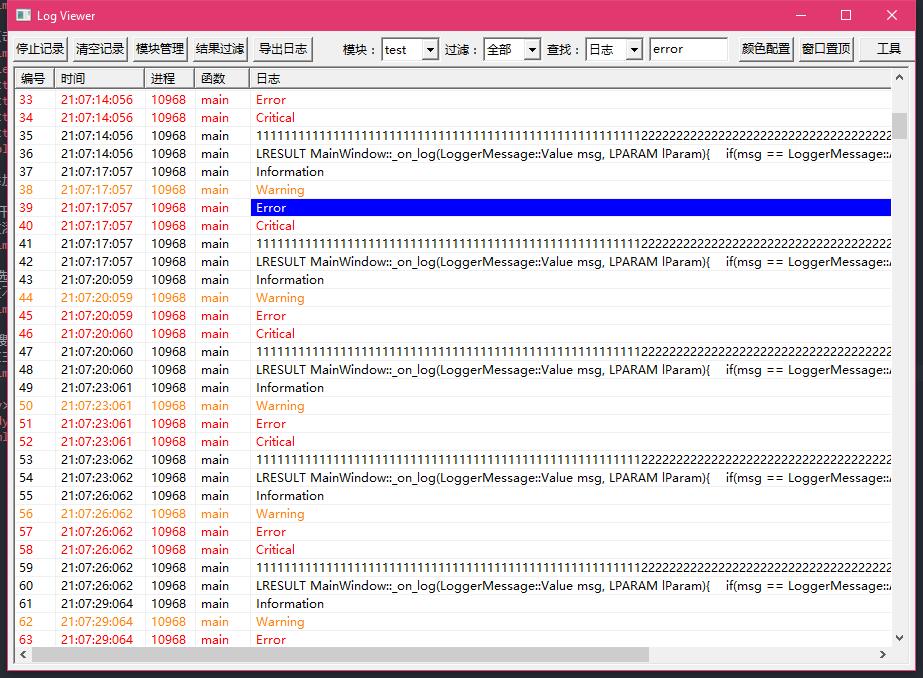 Log Viewer
停止记录 清空记录 模块管理 结果过滤 导出日志 模块： test 过滤： 全部 查找： 日志 error 颜色配置 窗口置顶 工具
编号 时间 进程 函数 日志
33 21:07:14:056 10968 main Error
34 21:07:14:056 10968 main Critical
35 21:07:14:056 10968 main 1111111111111111111111111111111111111111111111111111111122222222222222222222222222222222222
36 21:07:14:056 10968 main LRESULT MainWindow::_on_log(LoggerMessage::Value msg, LPARAM lParam){ if(msg == LoggerMessage::
37 21:07:17:057 10968 main Information
38 21:07:17:057 10968 main Warning
39 21:07:17:057 10968 main Error
40 21:07:17:057 10968 main Critical
41 21:07:17:057 10968 main 1111111111111111111111111111111111111111111111111111111122222222222222222222222222222222222
42 21:07:17:057 10968 main LRESULT MainWindow::_on_log(LoggerMessage::Value msg, LPARAM lParam){ if(msg == LoggerMessage::
43 21:07:20:059 10968 main Information
44 21:07:20:059 10968 main Warning
45 21:07:20:059 10968 main Error
46 21:07:20:060 10968 main Critical
47 21:07:20:060 10968 main 1111111111111111111111111111111111111111111111111111111122222222222222222222222222222222222
48 21:07:20:060 10968 main LRESULT MainWindow::_on_log(LoggerMessage::Value msg, LPARAM lParam){ if(msg == LoggerMessage::
49 21:07:23:061 10968 main Information
50 21:07:23:061 10968 main Warning
51 21:07:23:061 10968 main Error
52 21:07:23:061 10968 main Critical
53 21:07:23:062 10968 main 1111111111111111111111111111111111111111111111111111111122222222222222222222222222222222222
54 21:07:23:062 10968 main LRESULT MainWindow::_on_log(LoggerMessage::Value msg, LPARAM lParam){ if(msg == LoggerMessage::
55 21:07:26:062 10968 main Information
56 21:07:26:062 10968 main Warning
57 21:07:26:062 10968 main Error
58 21:07:26:062 10968 main Critical
59 21:07:26:062 10968 main 1111111111111111111111111111111111111111111111111111111122222222222222222222222222222222222
60 21:07:26:062 10968 main LRESULT MainWindow::_on_log(LoggerMessage::Value msg, LPARAM lParam){ if(msg == LoggerMessage::
61 21:07:29:064 10968 main Information
62 21:07:29:064 10968 main Warning
63 21:07:29:064 10968 main Error